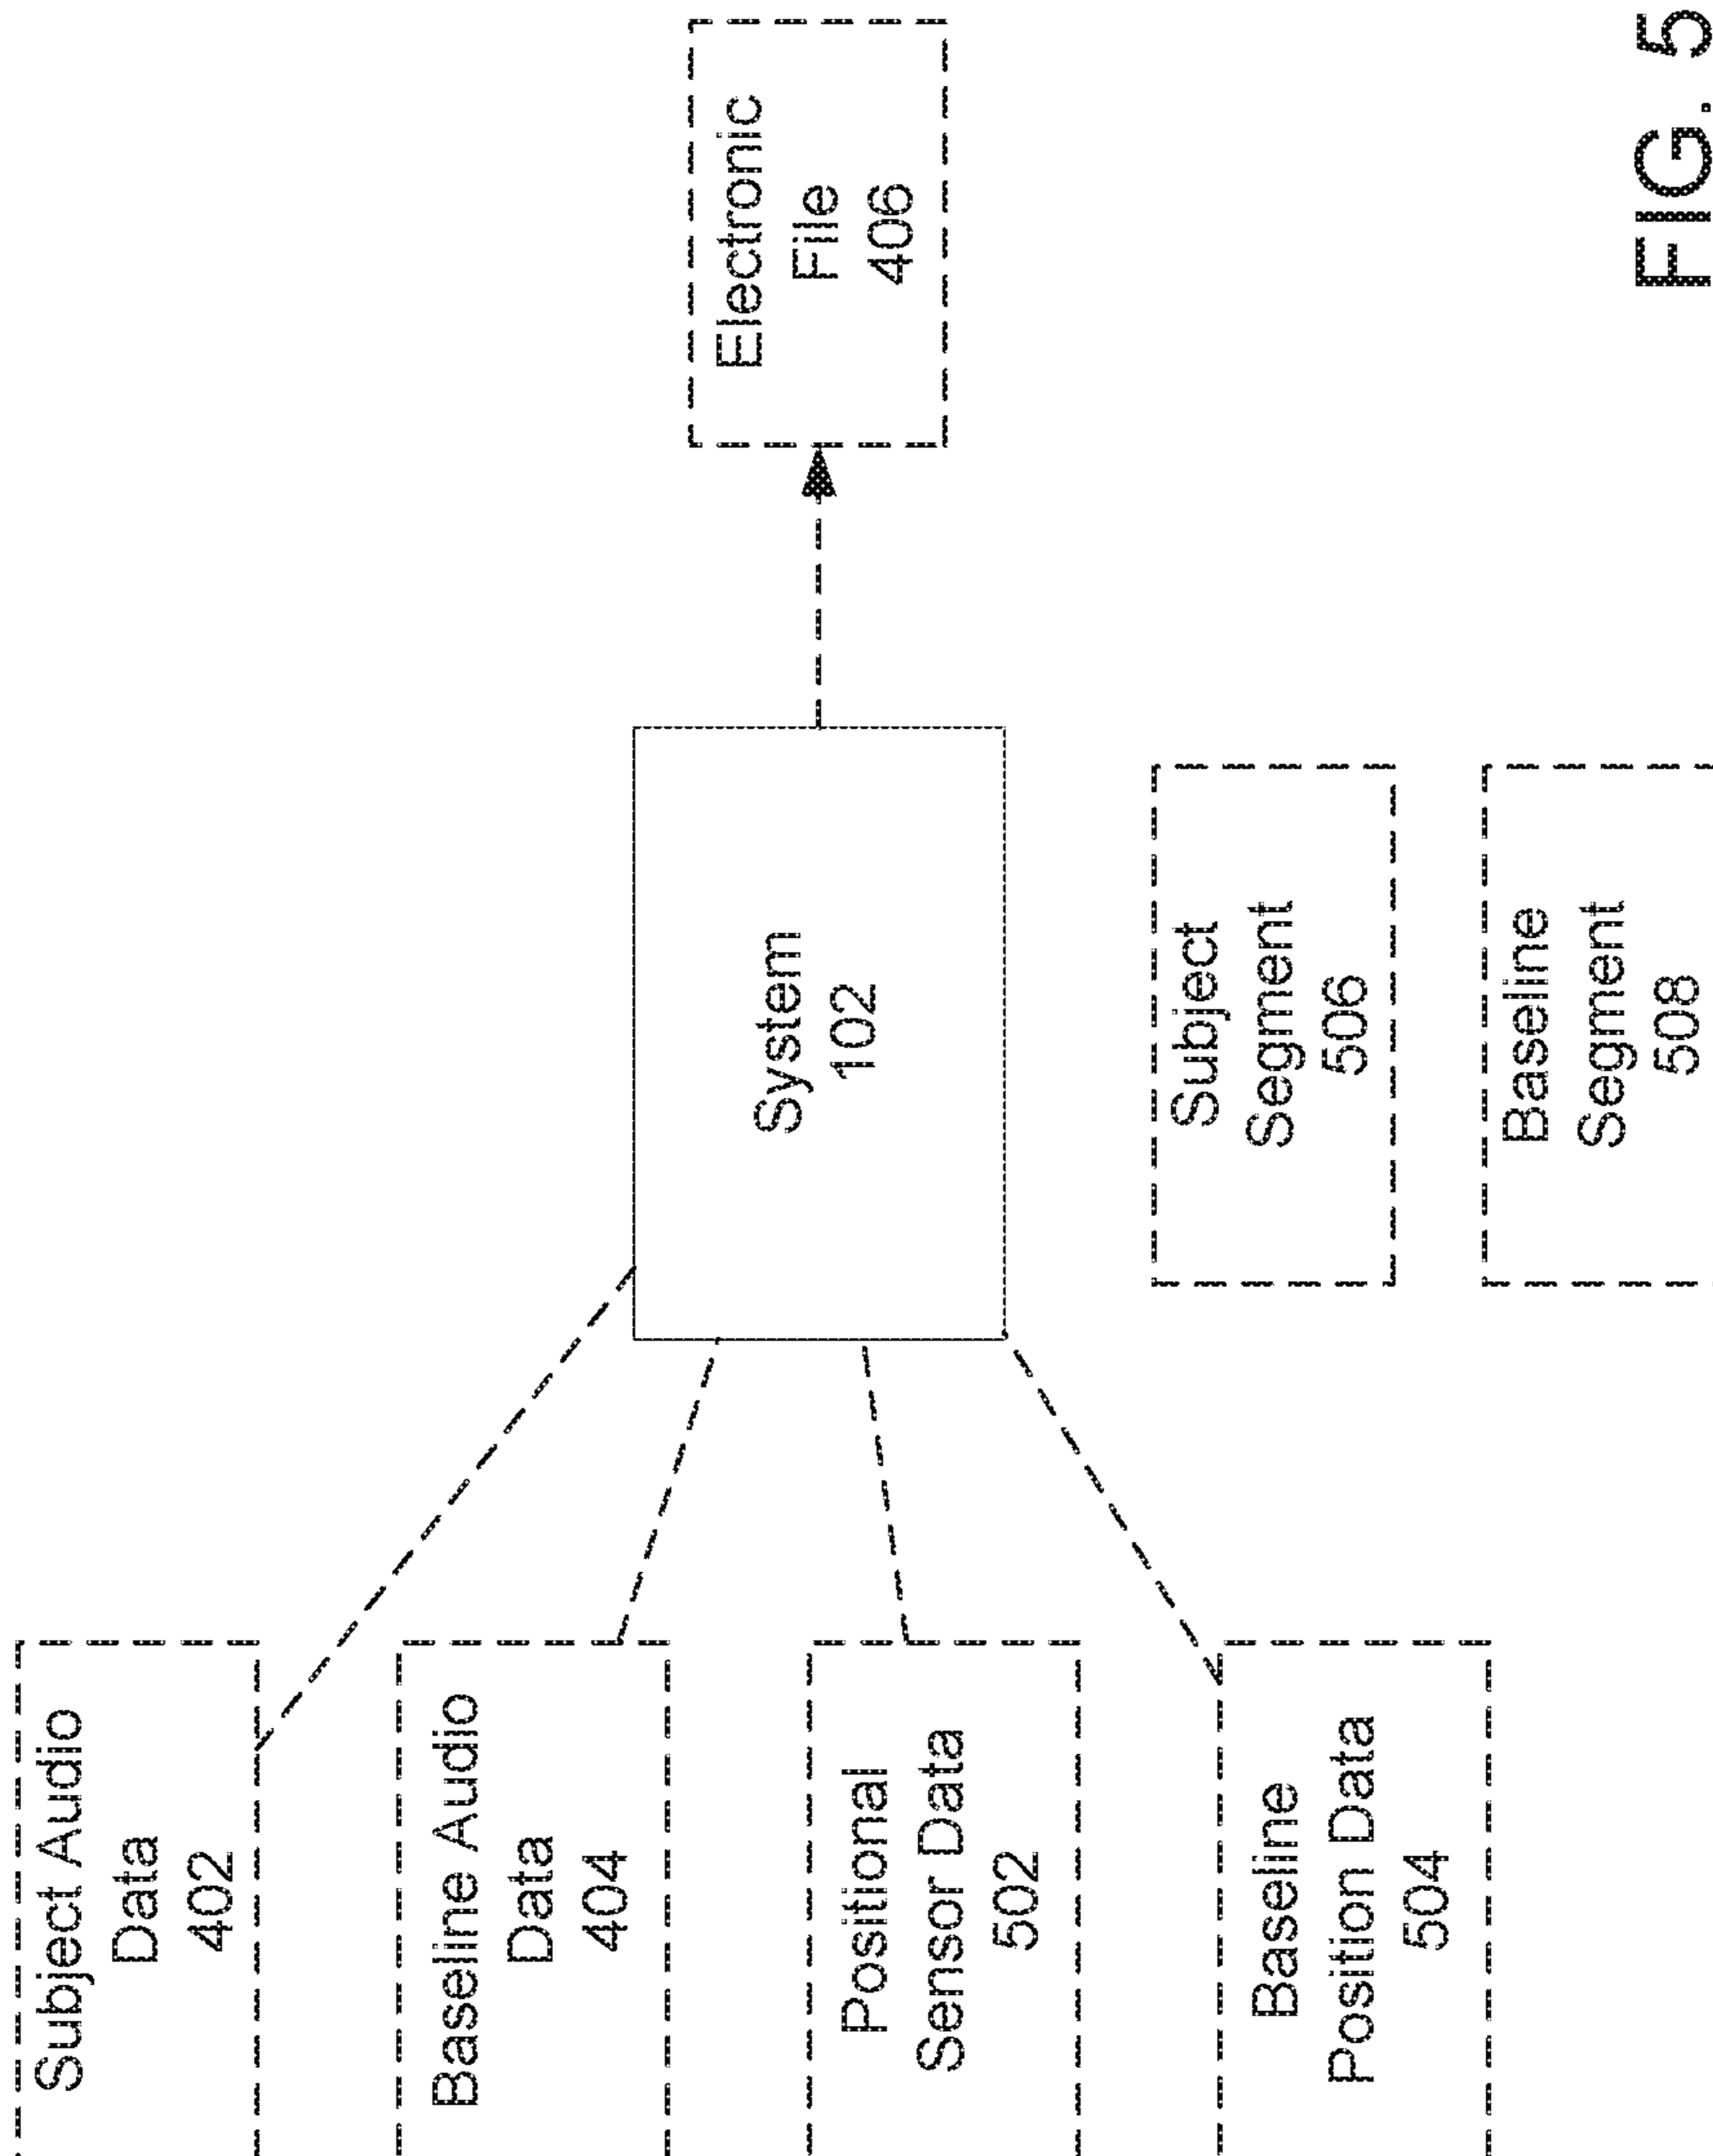 Subject Audio
Data
402
Baseline Audio
Data
404
Positional
Sensor Data
502
Baseline
Position Data
504
System
102
Subject
Segment
506
Baseline
Segment
508
Electronic
File
406
FIG. 5